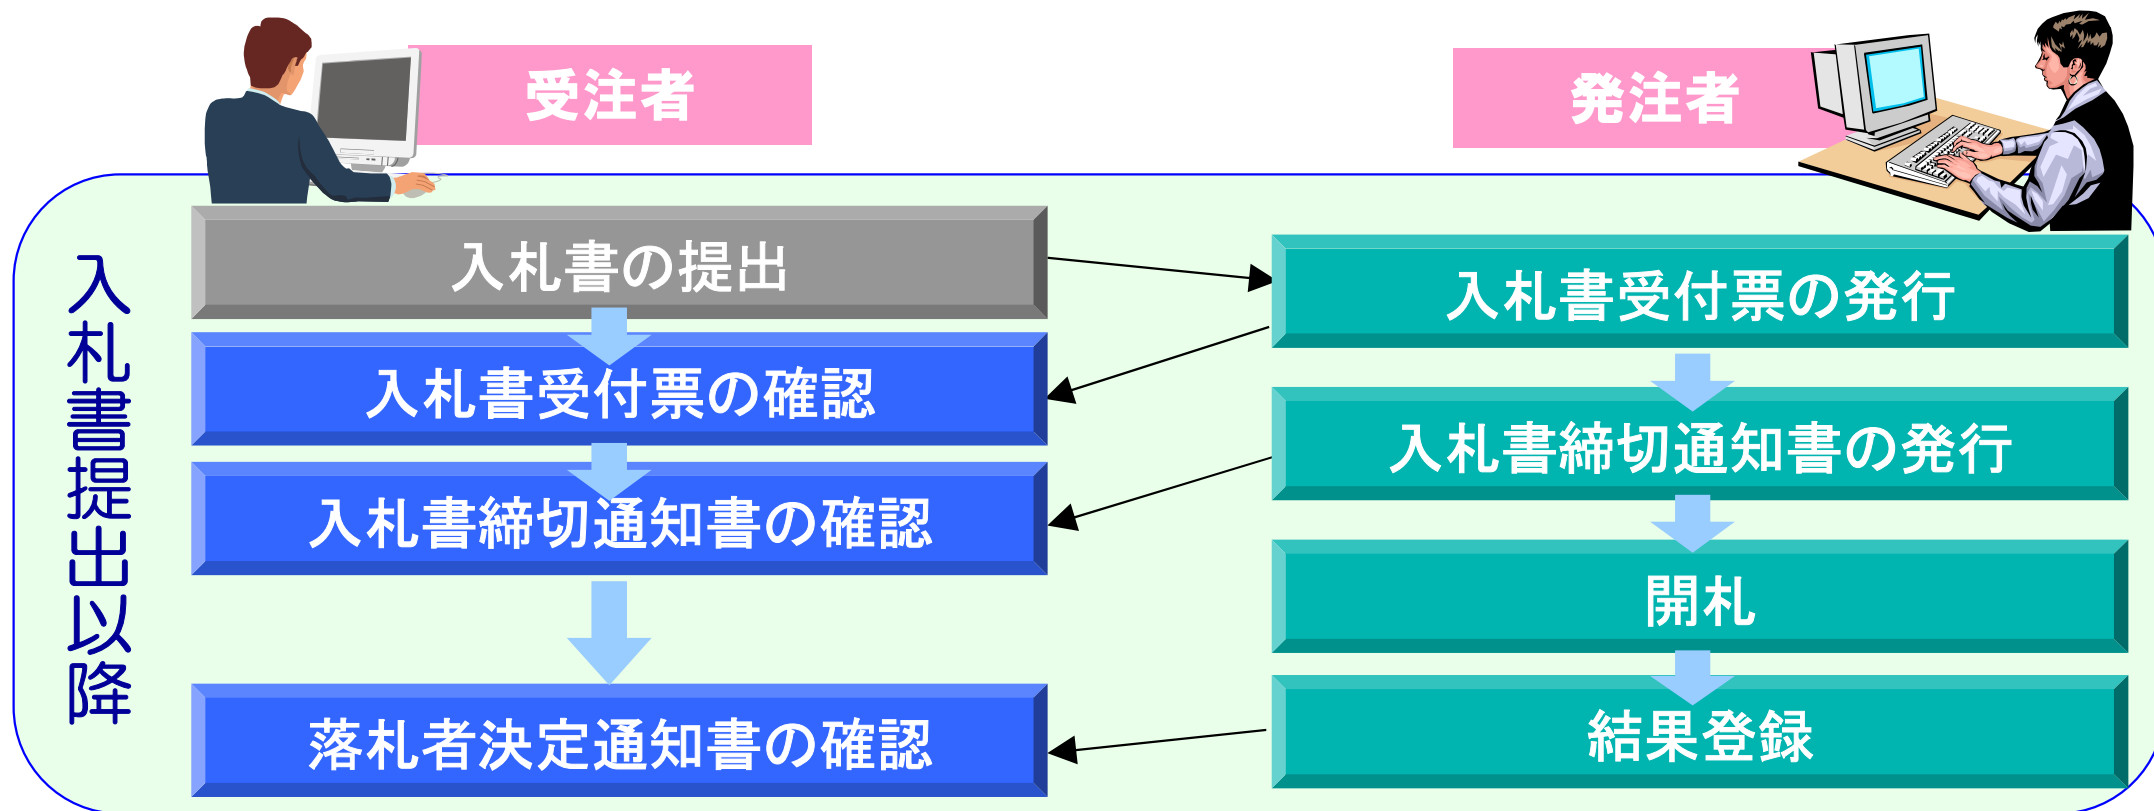 受注者
発注者
入札書提出以降
入札書の提出
入札書受付票の確認
入札書締切通知書の確認
落札者決定通知書の確認
入札書受付票の発行
入札書締切通知書の発行
開札
結果登録